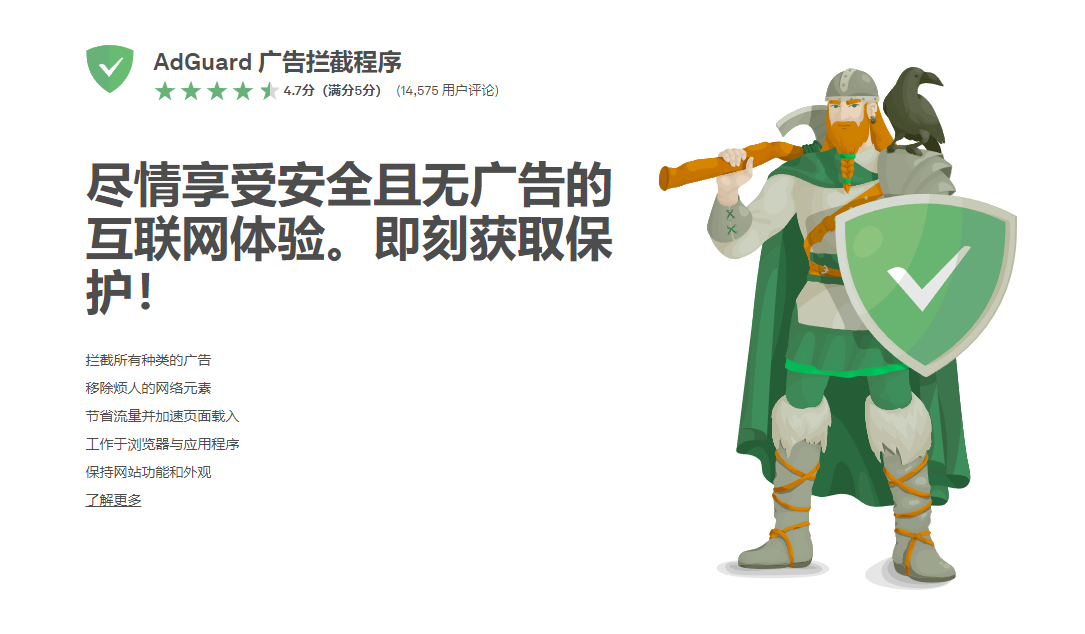 AdGuard 广告拦截程序
4.7分（满分5分） （14,575 用户评论)
尽情享受安全且无广告的
互联网体验。即刻获取保
护！
拦截所有种类的广告
移除烦人的网络元素
节省流量并加速页面载入
工作于浏览器与应用程序
保持网站功能和外观
了解更多